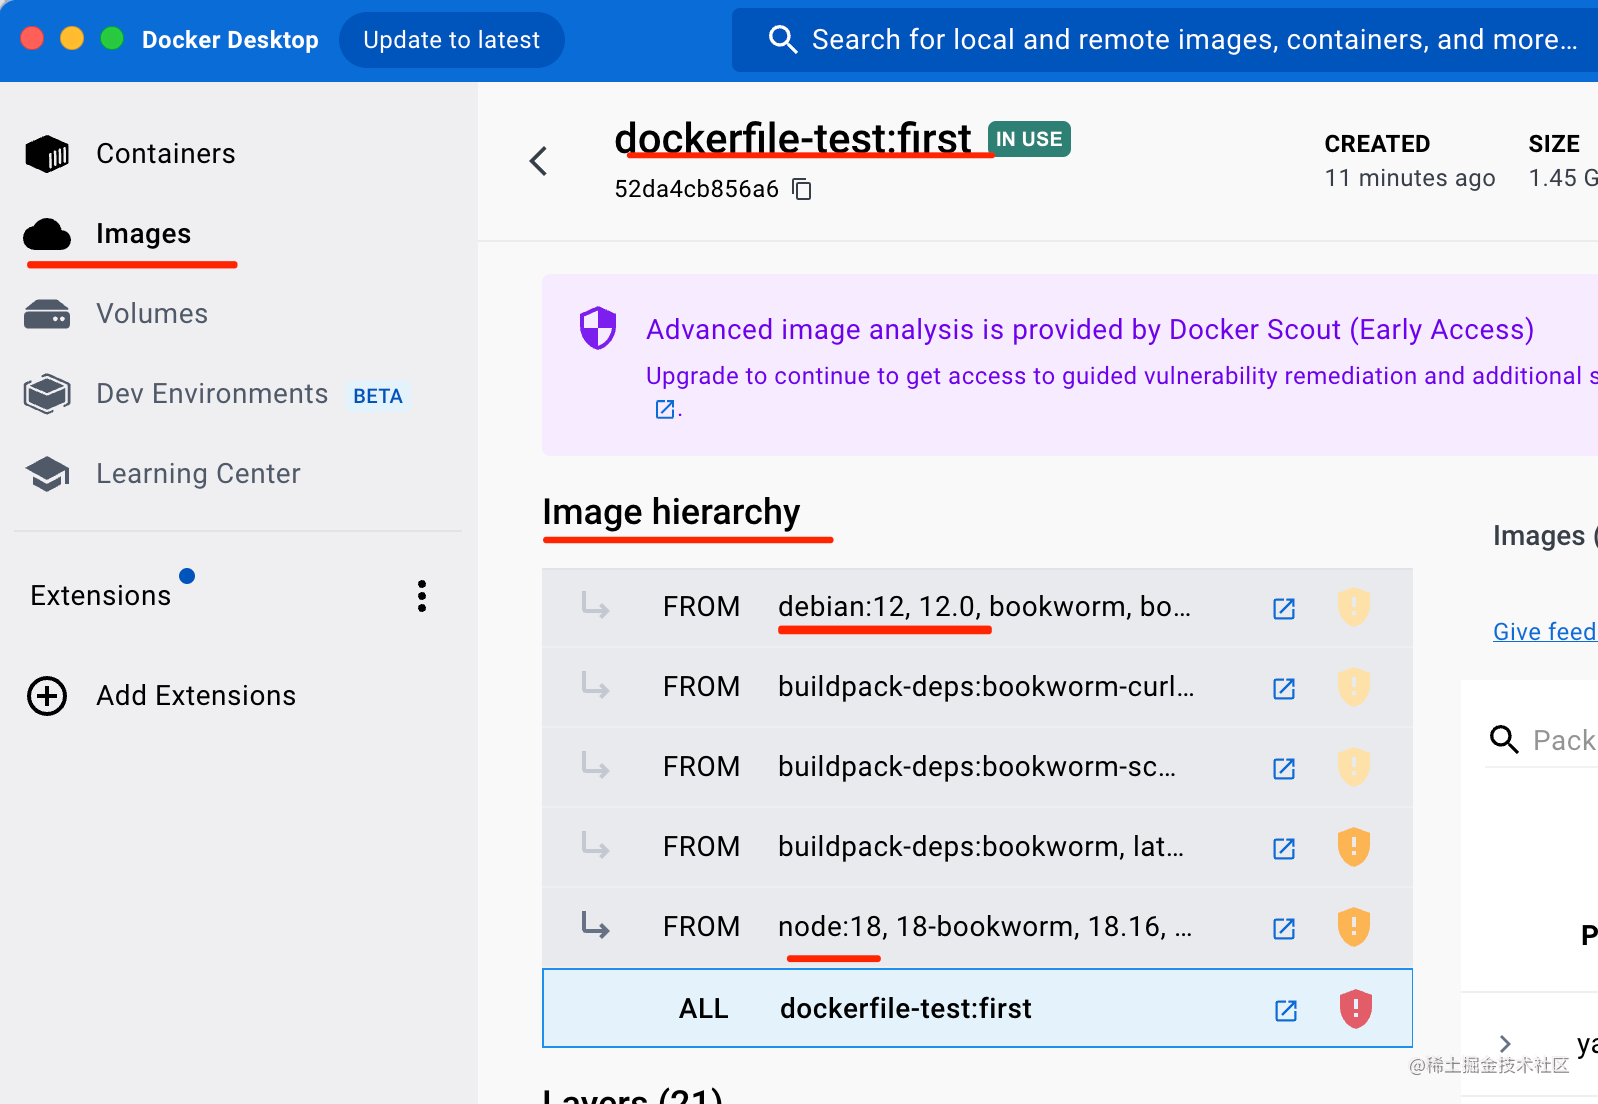 Docker Desktop
Update to latest
Search for local and remote images, containers, and more...
Containers
Images
Volumes
Dev Environments BETA
Learning Center
Extensions
Add Extensions
dockerfile-test:first IN USE
52da4cb856a6
CREATED
11 minutes ago
SIZE
1.45 G
Advanced image analysis is provided by Docker Scout (Early Access)
Upgrade to continue to get access to guided vulnerability remediation and additional s
.
Image hierarchy
FROM debian:12, 12.0, bookworm, bo...
FROM buildpack-deps:bookworm-curl...
FROM buildpack-deps:bookworm-sc...
FROM buildpack-deps:bookworm, lat...
FROM node:18, 18-bookworm, 18.16, ...
ALL dockerfile-test:first
Layers (21)
Images (
Give feed
Pack
P
ya
@稀土掘金技术社区